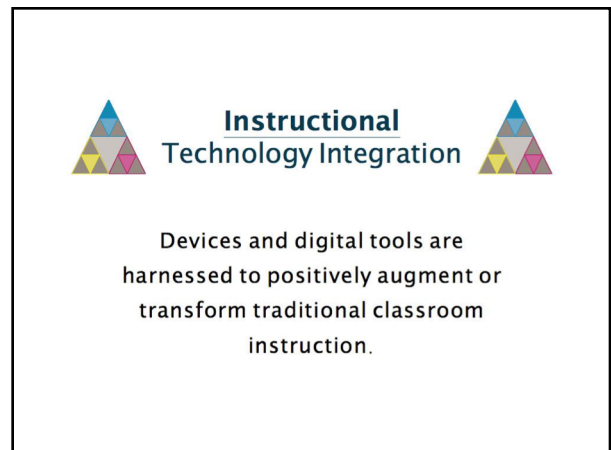 Instructional
Technology Integration
Devices and digital tools are
harnessed to positively augment or
transform traditional classroom
instruction.